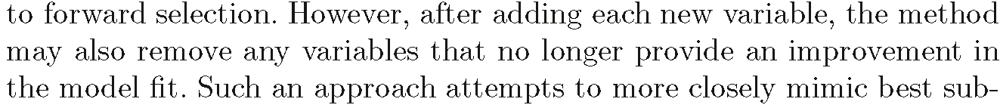 to forward selection. However, after adding each new variable, the method
may also remove any variables that no longer provide an improvement in
the model fit. Such an approach attempts to more closely mimic best sub-